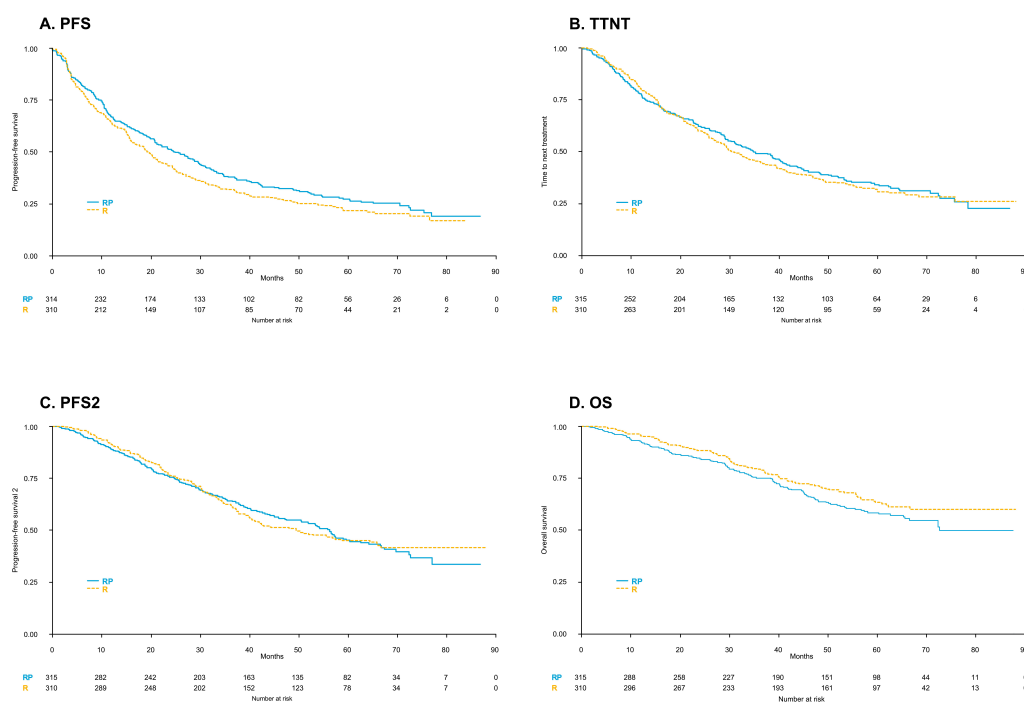 A. PFS
1.00
0.75
0.50
0.25
0.00
Progression-free survival
RP
R
0 10 20 30 40 50 60 70 80 90
Months
RP 314 232 174 133 102 82 56 26 6 0
R 310 212 149 107 85 70 44 21 2 0
Number at risk
B. TTNT
1.00
0.75
0.50
0.25
0.00
Time to next treatment
RP
R
0 10 20 30 40 50 60 70 80
Months
RP 315 252 204 165 132 103 64 29 6
R 310 263 201 149 120 95 59 24 4
Number at risk
C. PFS2
1.00
0.75
0.50
0.25
0.00
Progression-free survival 2
RP
R
0 10 20 30 40 50 60 70 80 90
Months
RP 315 282 242 203 163 135 82 34 7 0
R 310 289 248 202 152 123 78 34 7 0
Number at risk
D. OS
1.00
0.75
0.50
0.25
0.00
Overall survival
RP
R
0 10 20 30 40 50 60 70 80
Months
RP 315 288 258 227 190 151 98 44 11
R 310 296 267 233 193 161 97 42 13
Number at risk